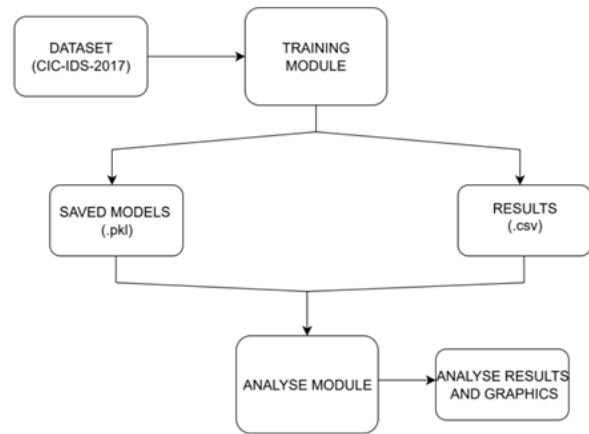 DATASET
(CIC-IDS-2017)
TRAINING
MODULE
SAVED MODELS
(.pkl)
RESULTS
(.csv)
ANALYSE MODULE
ANALYSE RESULTS
AND GRAPHICS